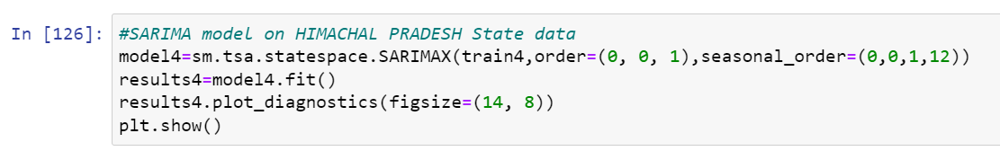 In [126]: #SARIMA model on HIMACHAL PRADESH State data
model4=sm.tsa.statespace.SARIMAX(train4,order=(0, 0, 1),seasonal_order=(0,0,1,12))
results4=model4.fit()
results4.plot_diagnostics(figsize=(14, 8))
plt.show()